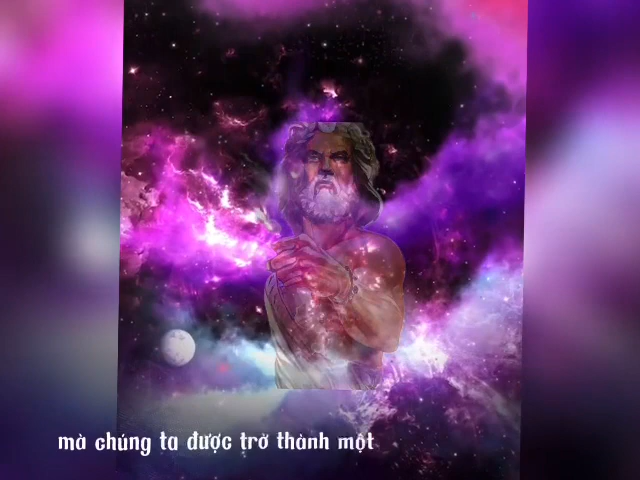 mà chúng ta được trở thành một